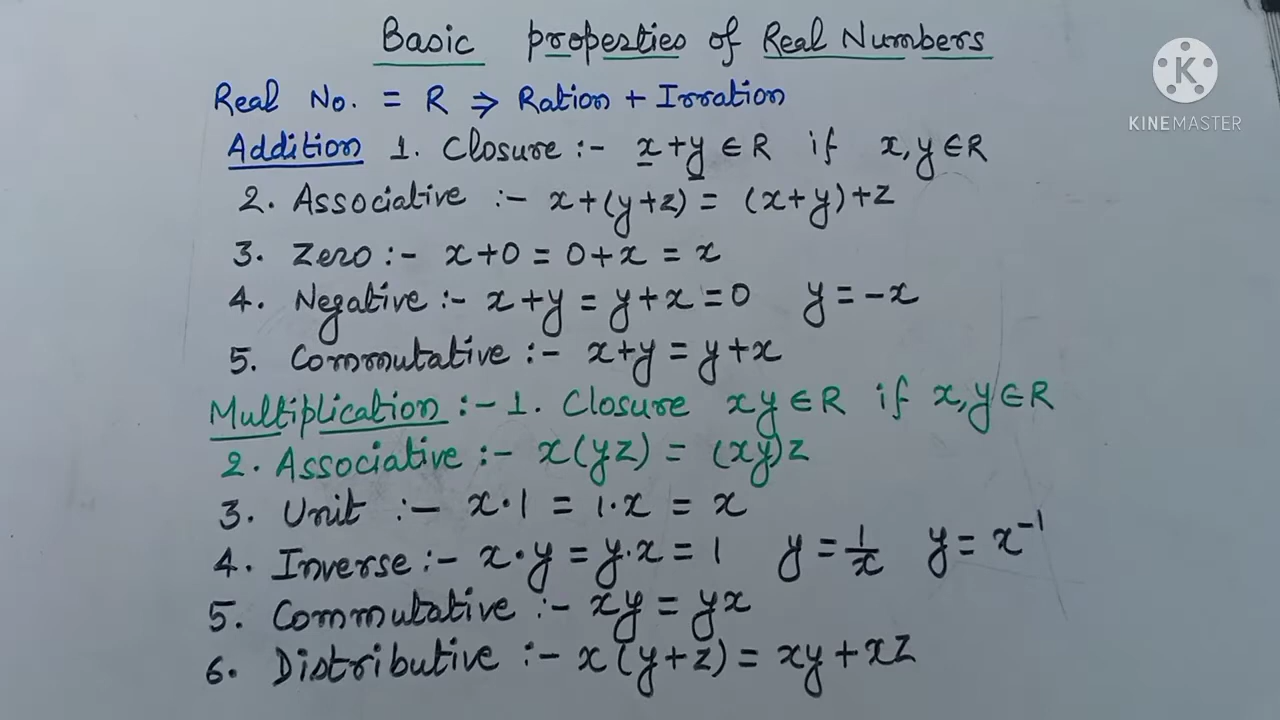 Basic properties of Real Numbers
Real No. = R ⇒ Ration + Irration
Addition 1. Closure :- x+y ∈ R if x, y ∈ R
2. Associative :- x+(y+z) = (x+y)+z
3. Zero :- x+0 = 0+x = x
4. Negative :- x+y = y+x = 0 y = -x
5. Commutative :- x+y = y+x
Multiplication :- 1. Closure xy ∈ R if x, y ∈ R
2. Associative :- x(yz) = (xy)z
3. Unit :- x·1 = 1·x = x
4. Inverse :- x·y = y·x = 1 y = 1/x y = x⁻¹
5. Commutative :- xy = yx
6. Distributive :- x(y+z) = xy+xz
K
KINEMASTER